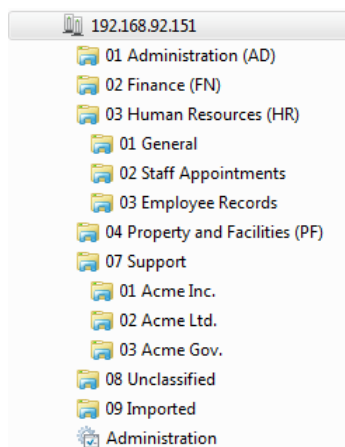 192.168.92.151
01 Administration (AD)
02 Finance (FN)
03 Human Resources (HR)
01 General
02 Staff Appointments
03 Employee Records
04 Property and Facilities (PF)
07 Support
01 Acme Inc.
02 Acme Ltd.
03 Acme Gov.
08 Unclassified
09 Imported
Administration